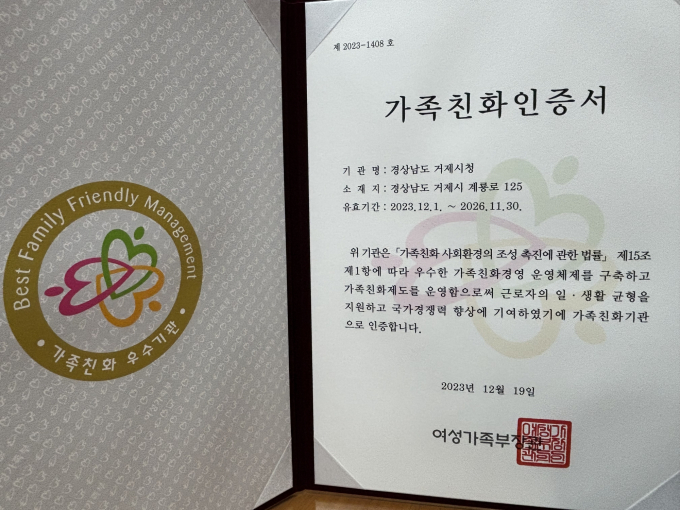 Best Family Friendly Management
• 가족친화 우수기관 •
제 2023-1408 호
가족친화인증서
기 관 명 : 경상남도 거제시청
소 재 지 : 경상남도 거제시 계룡로 125
유효기간 : 2023.12.1. ~ 2026.11.30.
위 기관은 「가족친화 사회환경의 조성 촉진에 관한 법률」 제15조
제1항에 따라 우수한 가족친화경영 운영체제를 구축하고
가족친화제도를 운영함으로써 근로자의 일 · 생활 균형을
지원하고 국가경쟁력 향상에 기여하였기에 가족친화기관
으로 인증합니다.
2023년 12월 19일
여성가족부장관